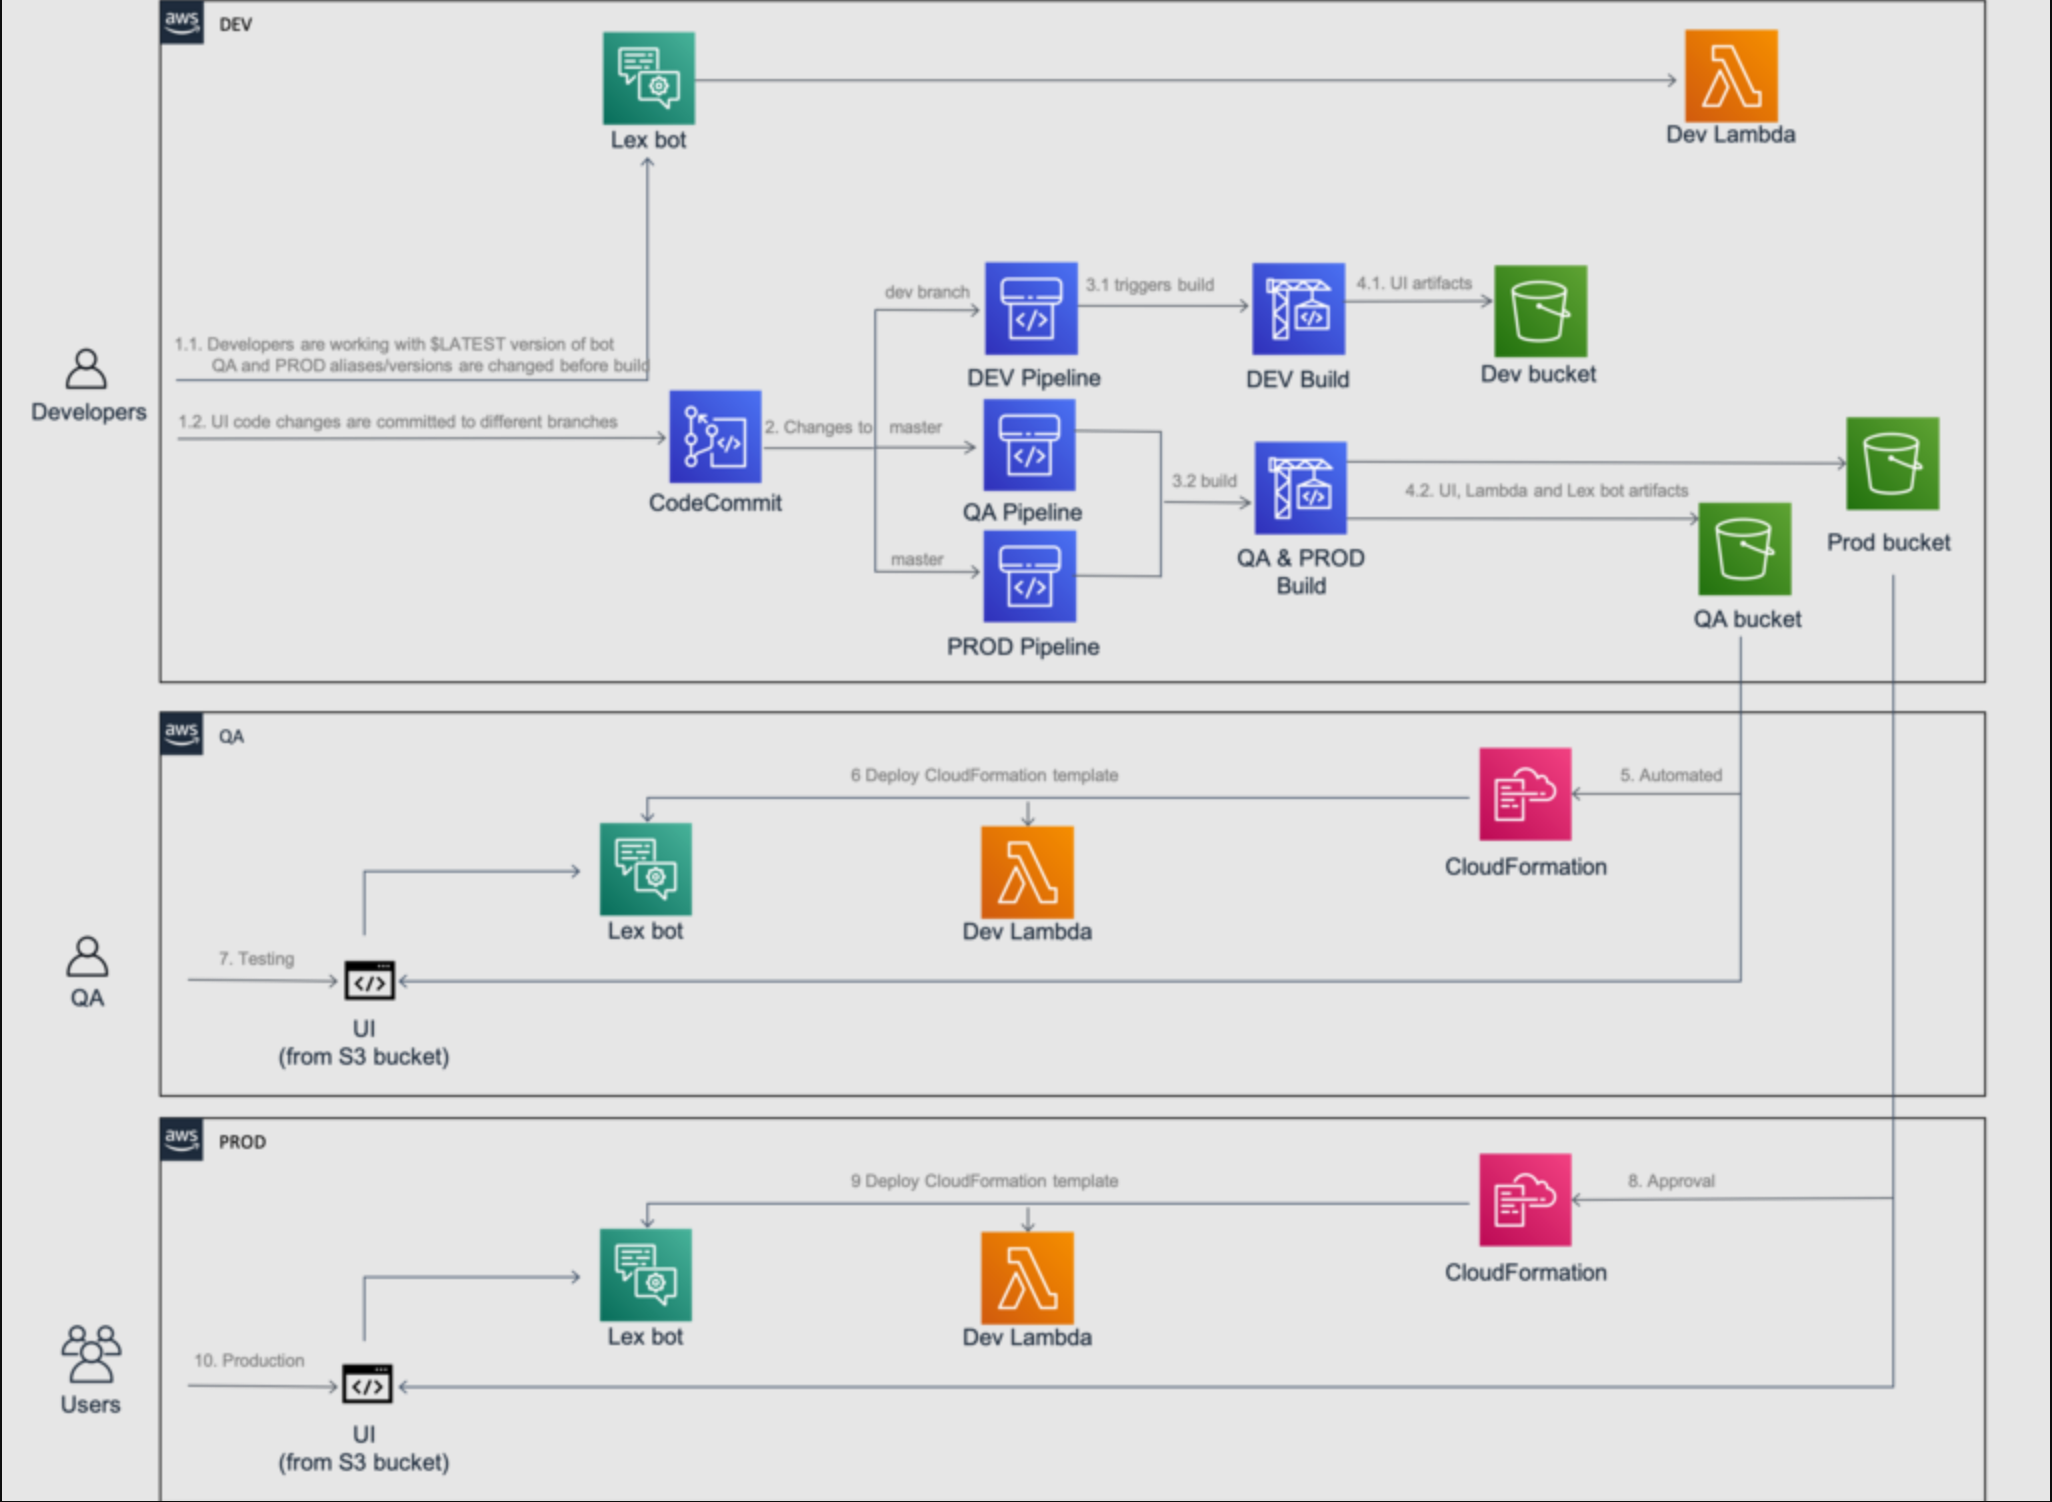 aws
DEV
Lex bot
Dev Lambda
dev branch
3.1 triggers build
4.1. UI artifacts
1.1. Developers are working with $LATEST version of bot
QA and PROD aliases/versions are changed before build
DEV Pipeline
DEV Build
Dev bucket
Developers
1.2. UI code changes are committed to different branches
2. Changes to
master
CodeCommit
QA Pipeline
3.2 build
4.2. UI, Lambda and Lex bot artifacts
Prod bucket
master
QA & PROD
Build
QA bucket
PROD Pipeline
aws
QA
6 Deploy CloudFormation template
5. Automated
CloudFormation
Lex bot
Dev Lambda
7. Testing
QA
UI
(from S3 bucket)
aws
PROD
9 Deploy CloudFormation template
8. Approval
CloudFormation
Lex bot
Dev Lambda
10. Production
Users
UI
(from S3 bucket)